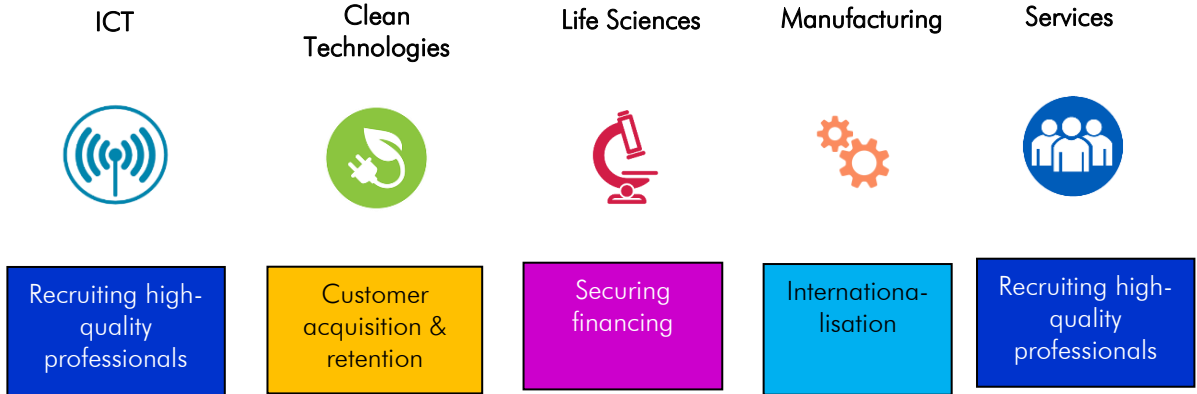 ICT
Clean
Technologies
Life Sciences
Manufacturing
Services
Recruiting high-
quality
professionals
Customer
acquisition &
retention
Securing
financing
Internationa-
lisation
Recruiting high-
quality
professionals